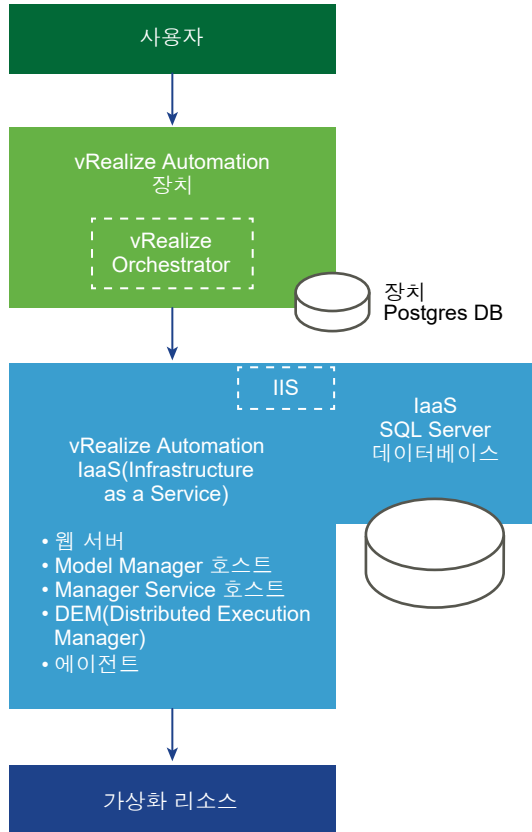 사용자
vRealize Automation
장치
vRealize
Orchestrator
장치
Postgres DB
IIS
IaaS
SQL Server
데이터베이스
vRealize Automation
IaaS(Infrastructure
as a Service)
• 웹 서버
• Model Manager 호스트
• Manager Service 호스트
• DEM(Distributed Execution
Manager)
• 에이전트
가상화 리소스